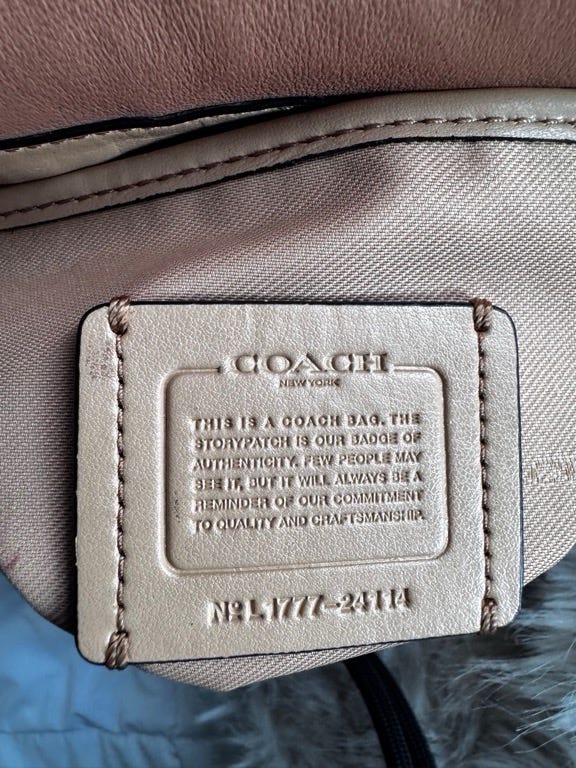 COACH
NEW YORK
THIS IS A COACH BAG. THE
STORYPATCH IS OUR BADGE OF
AUTHENTICITY. FEW PEOPLE MAY
SEE IT, BUT IT WILL ALWAYS BE A
REMINDER OF OUR COMMITMENT
TO QUALITY AND CRAFTSMANSHIP.
Nº L1777-24114